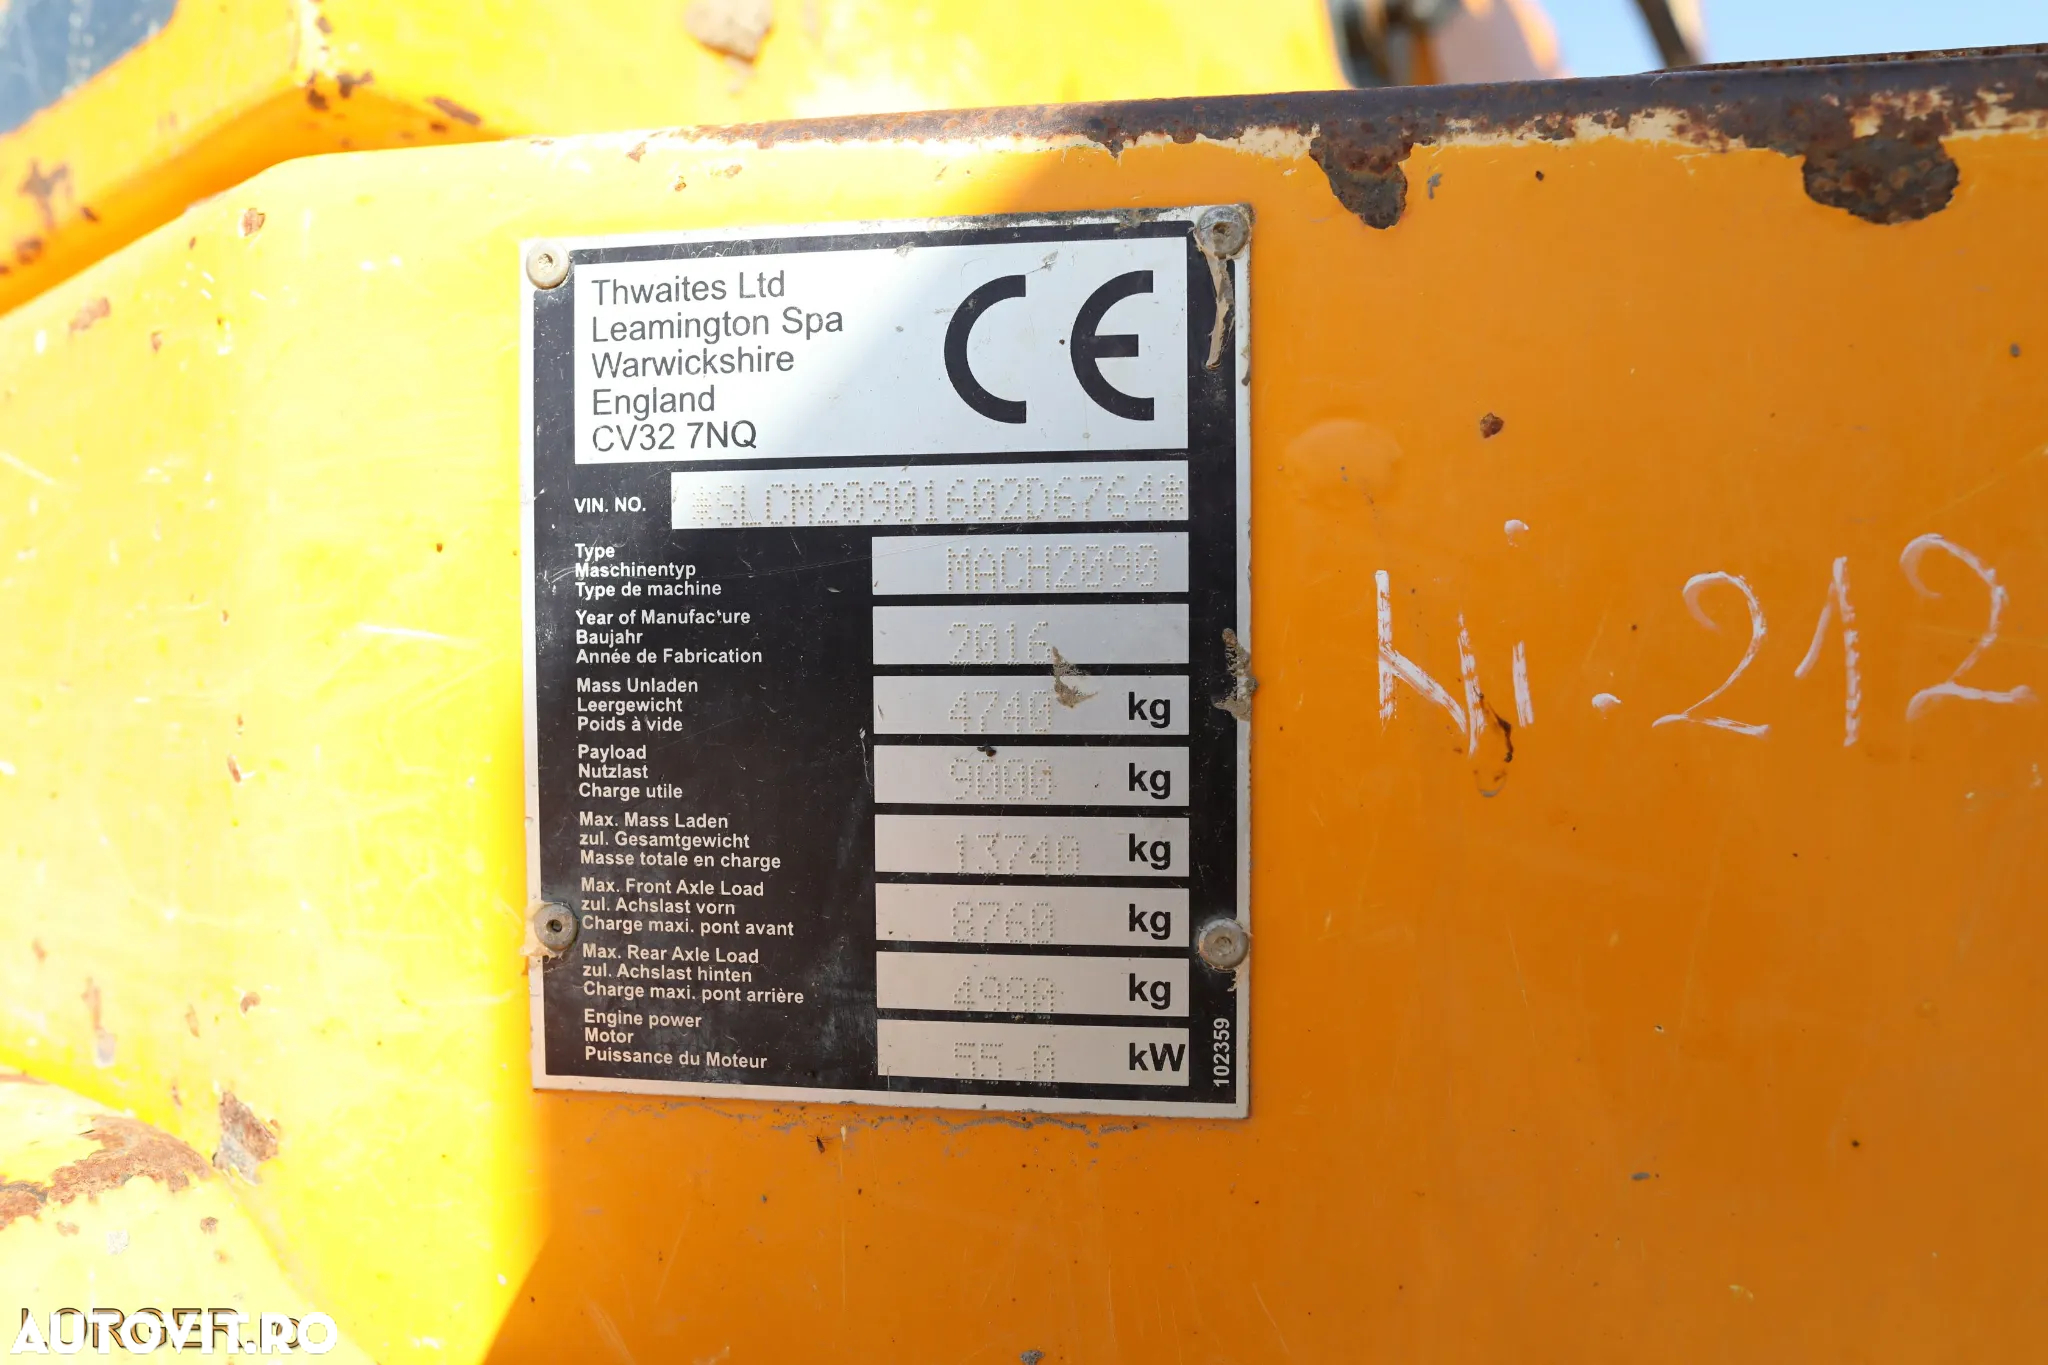 Thwaites Ltd
Leamington Spa
Warwickshire
England
CV32 7NQ
CE
VIN. NO. #SLCM20901602D6764#
Type
Maschinentyp
Type de machine
MACH2090
Year of Manufacture
Baujahr
Année de Fabrication
2016
Mass Unladen
Leergewicht
Poids à vide
4740 kg
Payload
Nutzlast
Charge utile
9000 kg
Max. Mass Laden
zul. Gesamtgewicht
Masse totale en charge
13740 kg
Max. Front Axle Load
zul. Achslast vorn
Charge maxi. pont avant
8760 kg
Max. Rear Axle Load
zul. Achslast hinten
Charge maxi. pont arrière
4980 kg
Engine power
Motor
Puissance du Moteur
55.0 kW
102359
Ni.212
AUTOVIT.RO